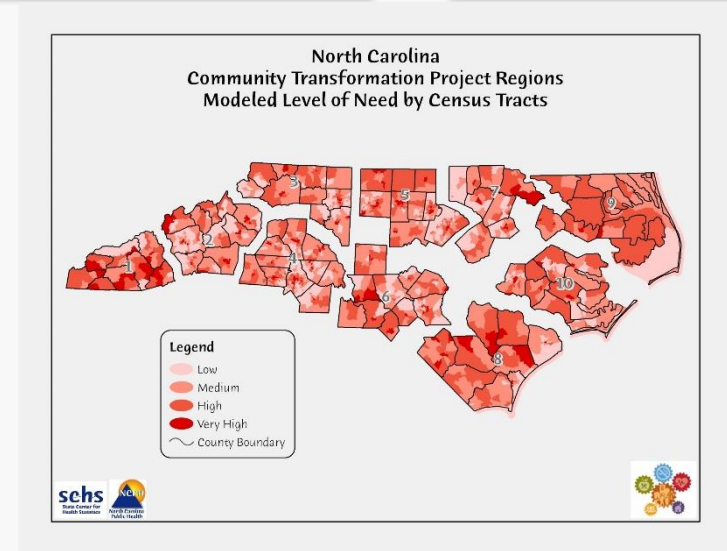 North Carolina
Community Transformation Project Regions
Modeled Level of Need by Census Tracts
3
5
7
9
2
4
1
6
10
8
Legend
Low
Medium
High
Very High
County Boundary
schs
State Center for
Health Statistics
North Carolina
Public Health